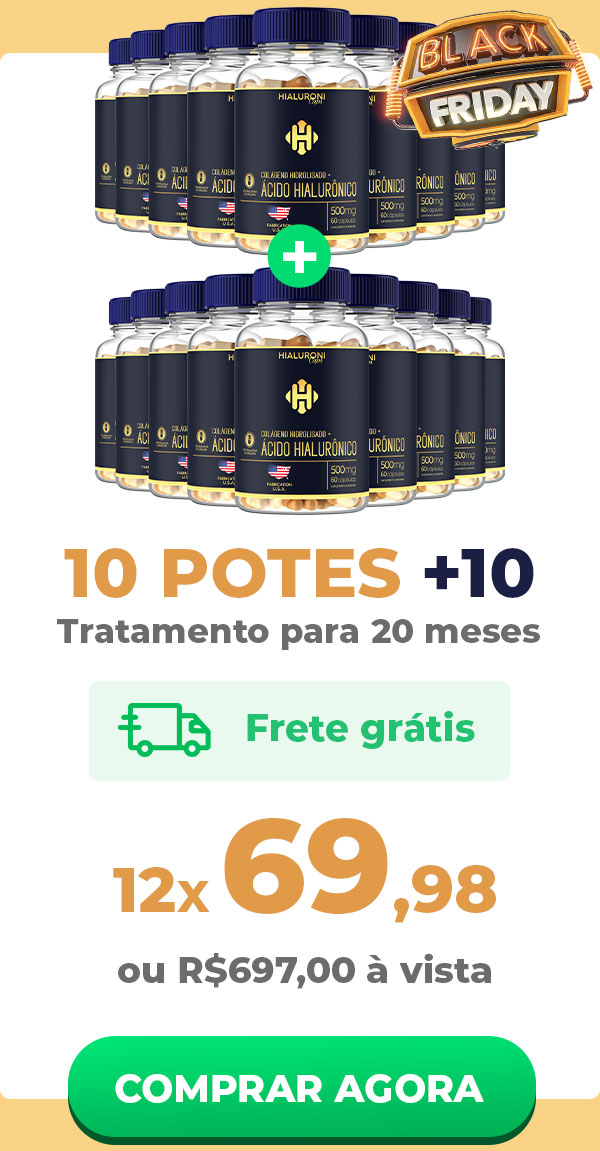 BLACK
FRIDAY
HIALURONI
Caps
H
COLÁGENO HIDROLISADO +
ÁCIDO HIALURÔNICO
500mg
60 cápsulas
FABRICATION
U.S.A.
+
HIALURONI
Caps
H
COLÁGENO HIDROLISADO +
ÁCIDO HIALURÔNICO
500mg
60 cápsulas
FABRICATION
U.S.A.
10 POTES +10
Tratamento para 20 meses
Frete grátis
12x 69,98
ou R$697,00 à vista
COMPRAR AGORA